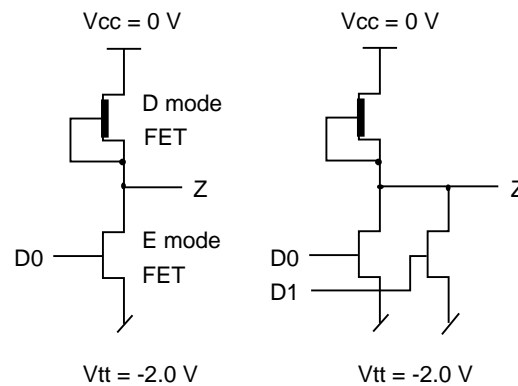 Vcc = 0 V
D mode
FET
Z
E mode
FET
D0
Vtt = -2.0 V
Vcc = 0 V
Z
D0
D1
Vtt = -2.0 V